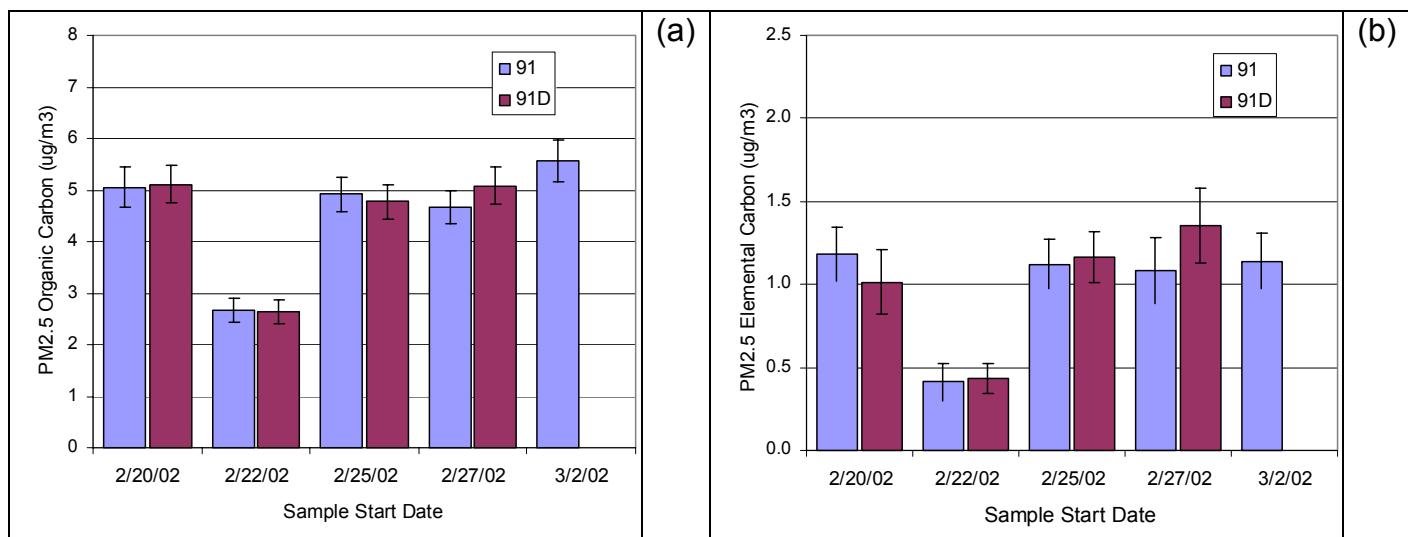 (a)
PM2.5 Organic Carbon (ug/m3)
8
7
6
5
4
3
2
1
0
91
91D
2/20/02 2/22/02 2/25/02 2/27/02 3/2/02
Sample Start Date
(b)
PM2.5 Elemental Carbon (ug/m3)
2.5
2.0
1.5
1.0
0.5
0.0
91
91D
2/20/02 2/22/02 2/25/02 2/27/02 3/2/02
Sample Start Date